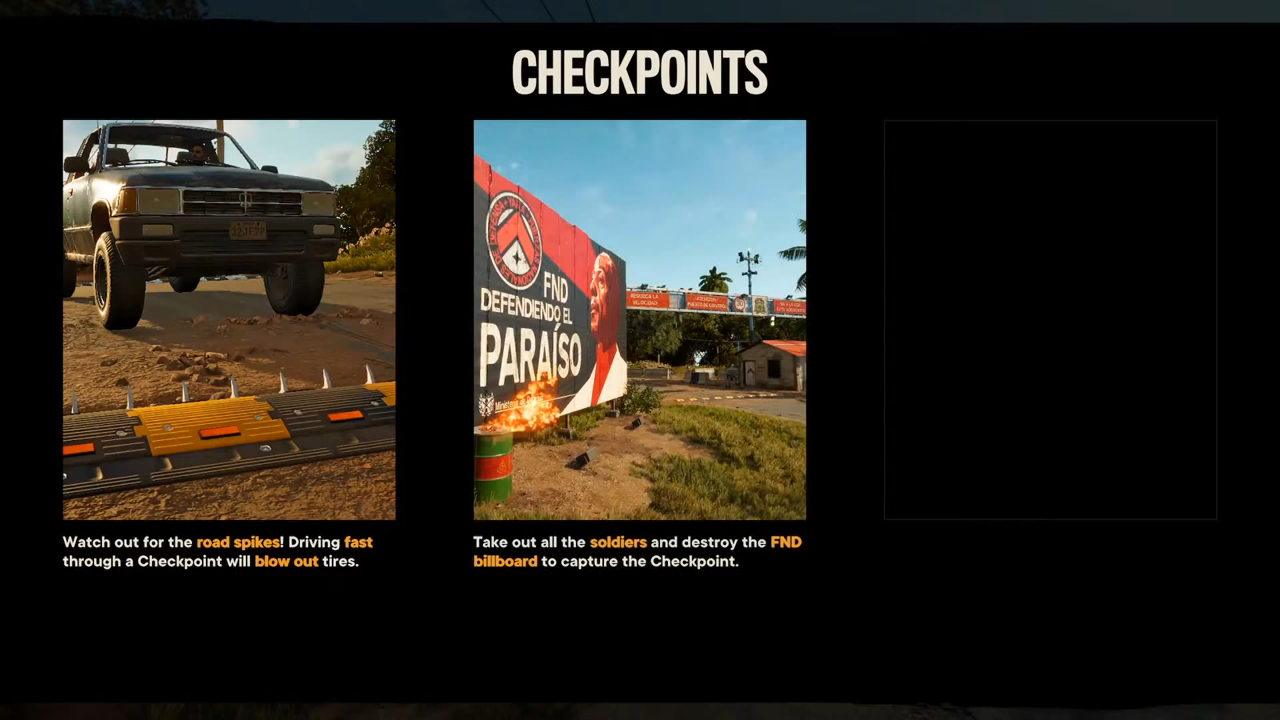 CHECKPOINTS
FND
DEFENDIENDO EL
PARAÍSO
Watch out for the road spikes! Driving fast
through a Checkpoint will blow out tires.
Take out all the soldiers and destroy the FND
billboard to capture the Checkpoint.